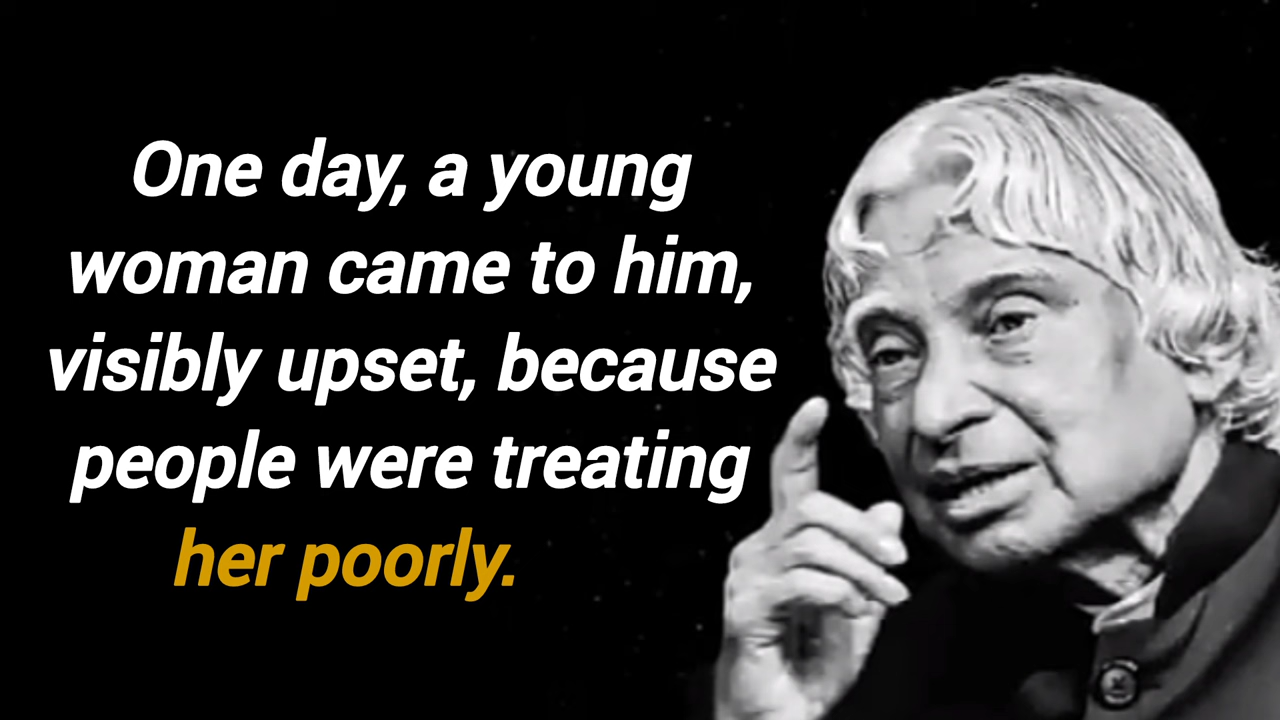 One day, a young
woman came to him,
visibly upset, because
people were treating
her poorly.